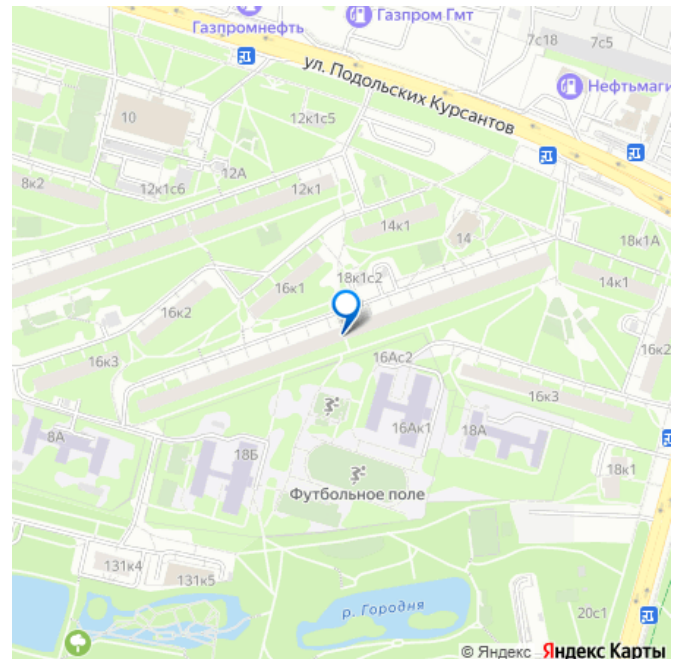 Газпром Гмт
Газпромнефть
7с18
7с5
ул. Подольских Курсантов
Нефтьмаги
10
12к1с5
12А
8к2
12к1с6
12к1
14к1
14
18к1А
18к1с2
14к1
16к1
16к2
16к2
16Ас2
16к3
16к3
16Ак1
18А
8А
18Б
18к1
Футбольное поле
131к4
131к5
р. Городня
20с1
© Яндекс Яндекс Карты